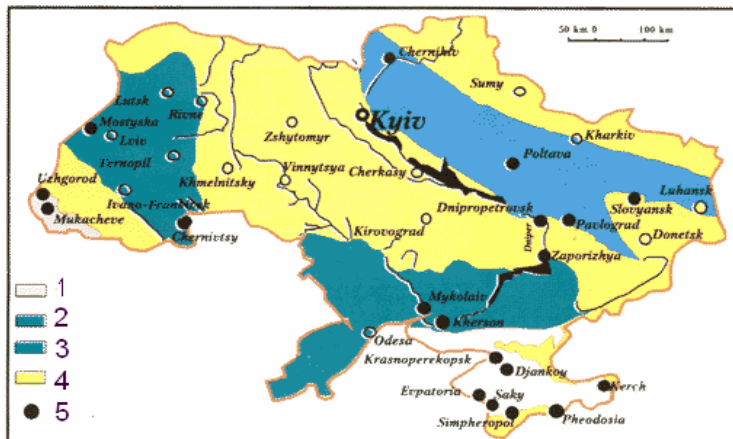 50 km 0 100 km
Chernikiv
Sumy
Lutsk
Rivne
Mostyska
Kyiv
Lviv
Zshytomyr
Kharkiv
Ternopil
Poltava
Vinnytsya
Cherkasy
Uzhgorod
Khmelnitsky
Luhansk
Ivano-Frankivsk
Slovyansk
Mukacheve
Dnipropetrovsk
Pavlograd
Chernivtsy
Kirovograd
Dniper
Donetsk
Zaporizhya
1
Mykolaiv
2
Kherson
3
Odesa
Krasnoperekopsk
4
Djankoy
Kerch
5
Evpatoria
Saky
Simpheropol
Pheodosia